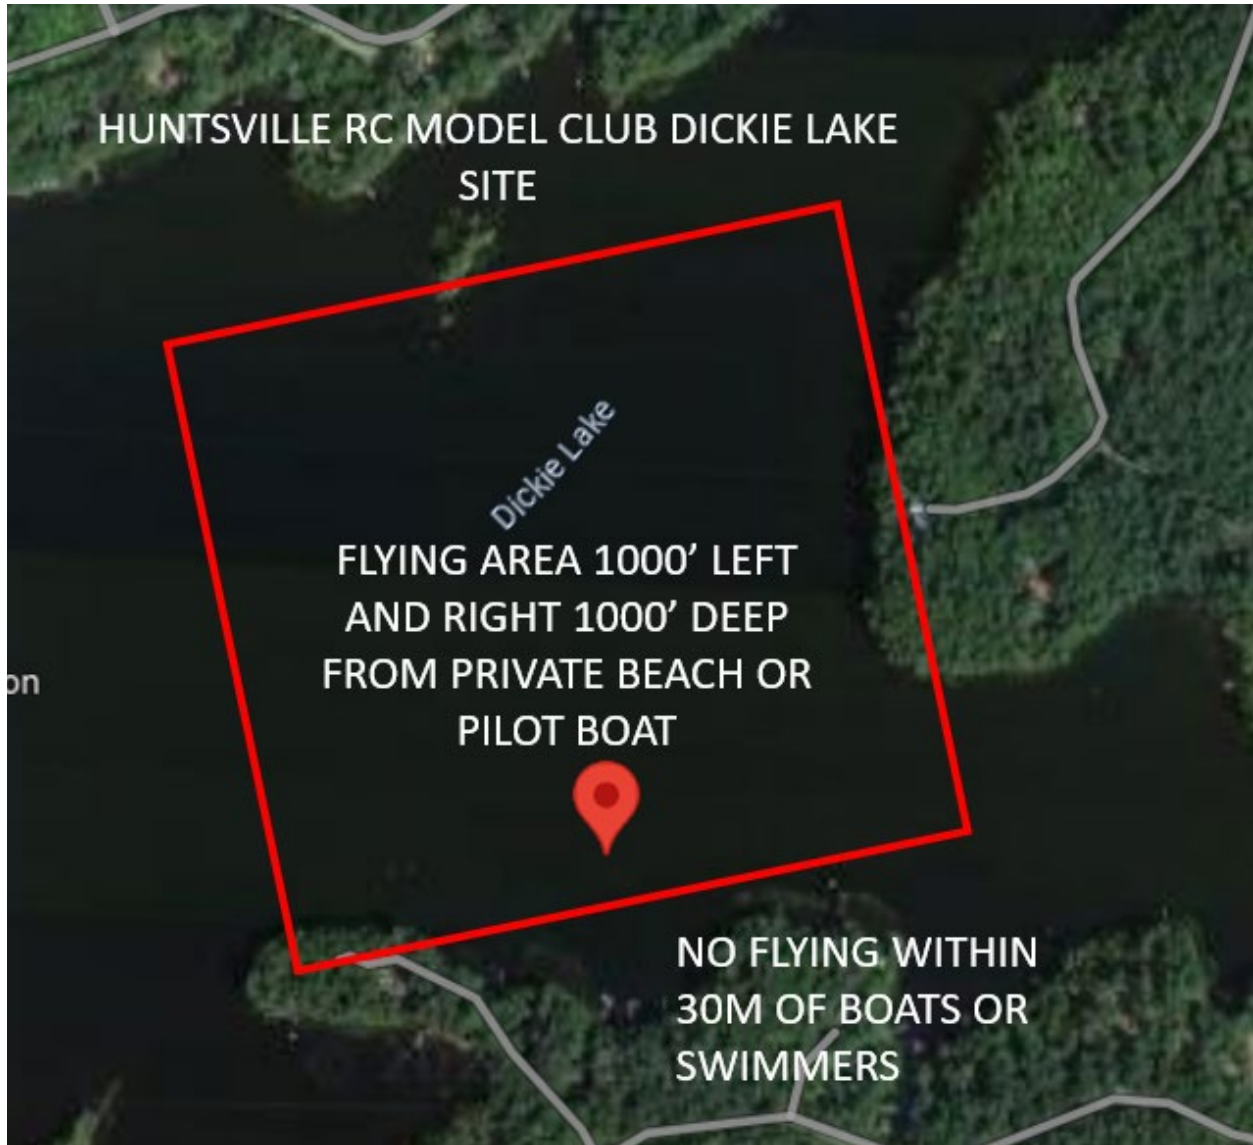 HUNTSVILLE RC MODEL CLUB DICKIE LAKE
SITE
Dickie Lake
FLYING AREA 1000’ LEFT
AND RIGHT 1000’ DEEP
FROM PRIVATE BEACH OR
PILOT BOAT
on
NO FLYING WITHIN
30M OF BOATS OR
SWIMMERS